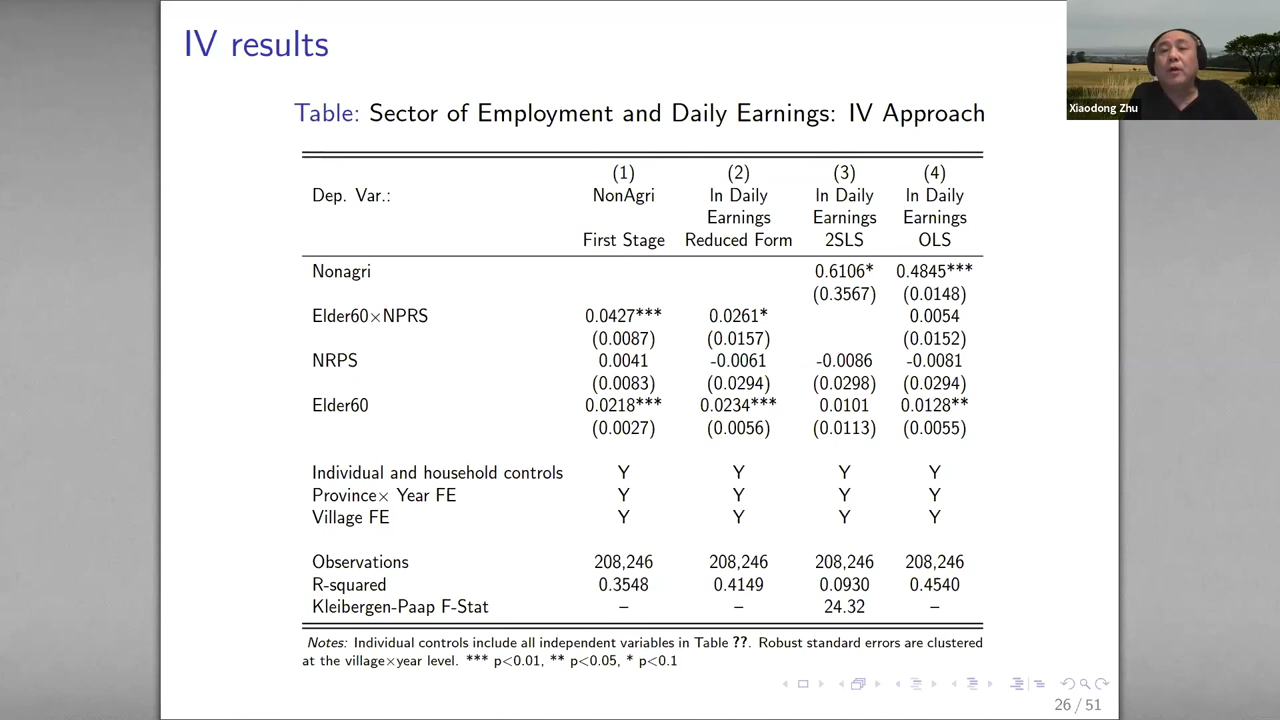 IV results
Xiaodong Zhu
Table: Sector of Employment and Daily Earnings: IV Approach
(1) (2) (3) (4)
Dep. Var.: NonAgri ln Daily ln Daily ln Daily
Earnings Earnings Earnings
First Stage Reduced Form 2SLS OLS
Nonagri 0.6106* 0.4845***
(0.3567) (0.0148)
Elder60×NPRS 0.0427*** 0.0261* 0.0054
(0.0087) (0.0157) (0.0152)
NRPS 0.0041 -0.0061 -0.0086 -0.0081
(0.0083) (0.0294) (0.0298) (0.0294)
Elder60 0.0218*** 0.0234*** 0.0101 0.0128**
(0.0027) (0.0056) (0.0113) (0.0055)
Individual and household controls Y Y Y Y
Province× Year FE Y Y Y Y
Village FE Y Y Y Y
Observations 208,246 208,246 208,246 208,246
R-squared 0.3548 0.4149 0.0930 0.4540
Kleibergen-Paap F-Stat – – 24.32 –
Notes: Individual controls include all independent variables in Table ??. Robust standard errors are clustered
at the village×year level. *** p<0.01, ** p<0.05, * p<0.1
26 / 51